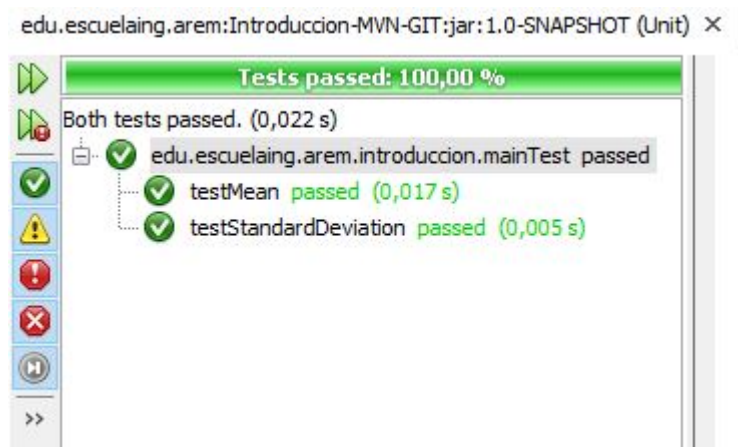 edu.escuelaing.arem:Introduccion-MVN-GIT:jar:1.0-SNAPSHOT (Unit) ×
Tests passed: 100,00 %
Both tests passed. (0,022 s)
edu.escuelaing.arem.introduccion.mainTest passed
testMean passed (0,017 s)
testStandardDeviation passed (0,005 s)
>>